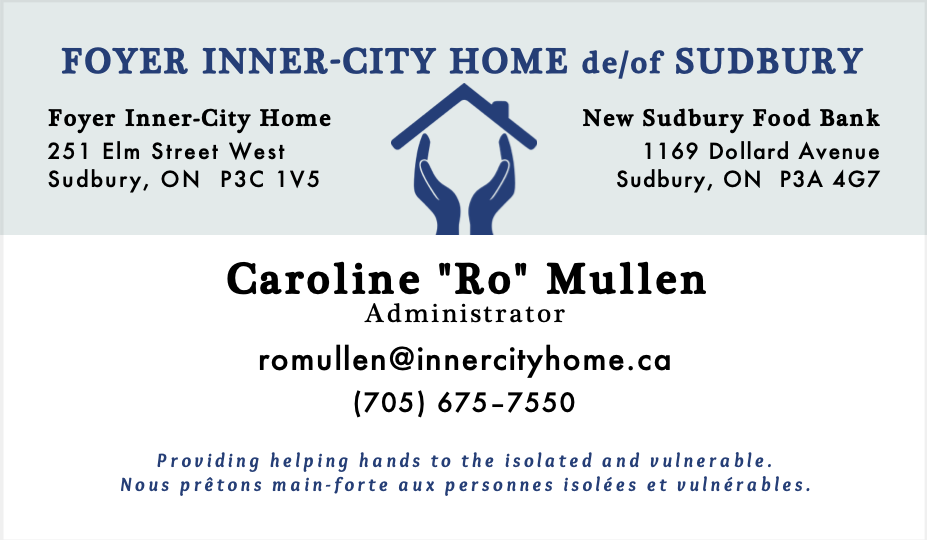 FOYER INNER-CITY HOME de/of SUDBURY
Foyer Inner-City Home
251 Elm Street West
Sudbury, ON P3C 1V5
New Sudbury Food Bank
1169 Dollard Avenue
Sudbury, ON P3A 4G7
Caroline "Ro" Mullen
Administrator
romullen@innercityhome.ca
(705) 675–7550
Providing helping hands to the isolated and vulnerable.
Nous prêtons main-forte aux personnes isolées et vulnérables.